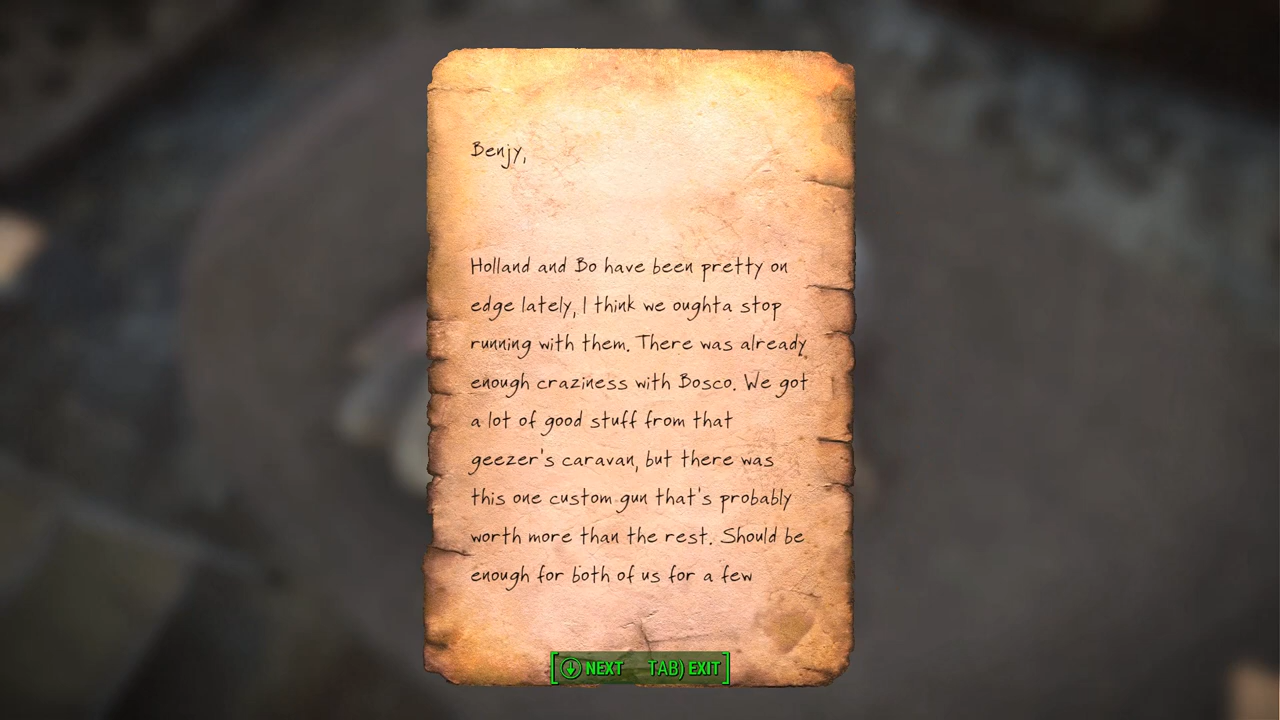 Benjy,
Holland and Bo have been pretty on
edge lately, I think we oughta stop
running with them. There was already
enough craziness with Bosco. We got
a lot of good stuff from that
geezer's caravan, but there was
this one custom gun that's probably
worth more than the rest. Should be
enough for both of us for a few
NEXT TAB) EXIT